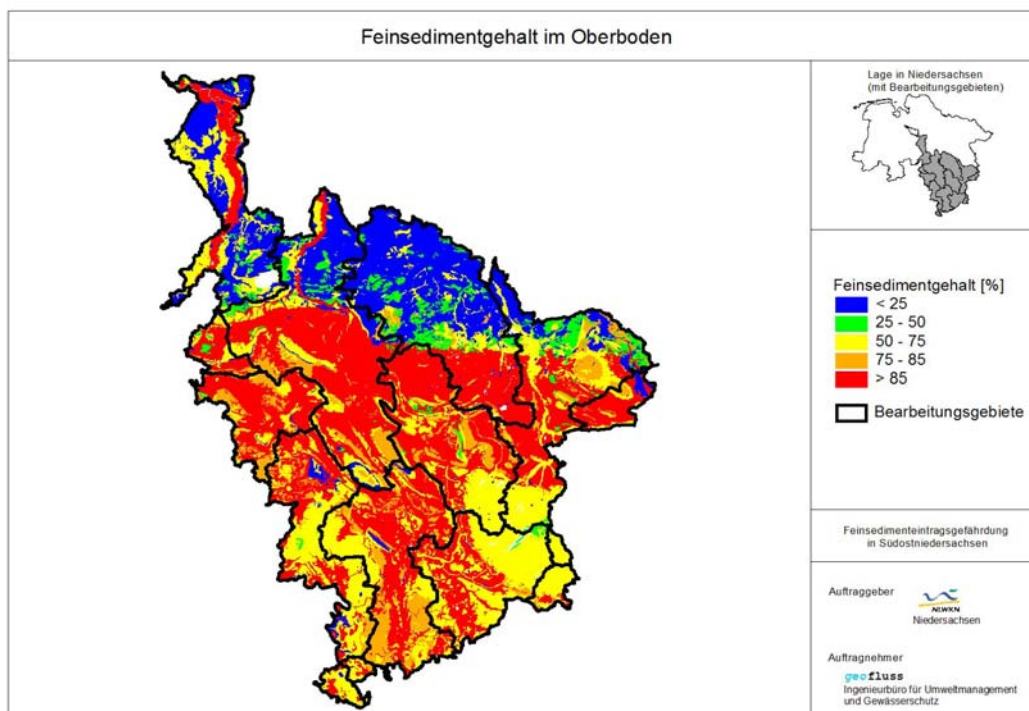 Feinsedimentgehalt im Oberboden
Lage in Niedersachsen
(mit Bearbeitungsgebieten)
Feinsedimentgehalt [%]
< 25
25 - 50
50 - 75
75 - 85
> 85
Bearbeitungsgebiete
Feinsedimenteintragsgefährdung
in Südostniedersachsen
Auftraggeber
NLWKN
Niedersachsen
Auftragnehmer
geofluss
Ingenieurbüro für Umweltmanagement
und Gewässerschutz